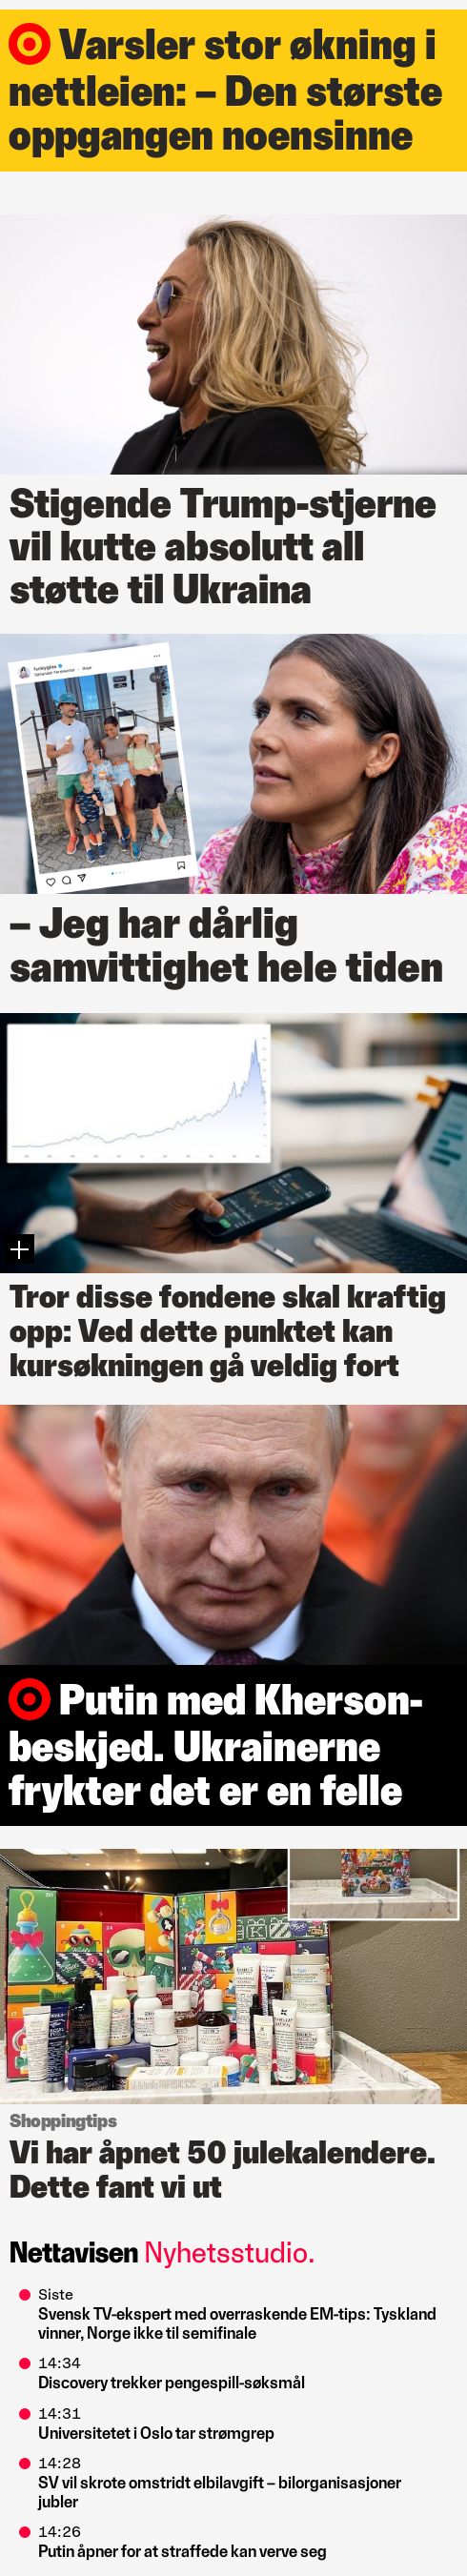 Varsler stor økning i
nettleien: – Den største
oppgangen noensinne
Stigende Trump-stjerne
vil kutte absolutt all
støtte til Ukraina
– Jeg har dårlig
samvittighet hele tiden
Tror disse fondene skal kraftig
opp: Ved dette punktet kan
kursøkningen gå veldig fort
Putin med Kherson-
beskjed. Ukrainerne
frykter det er en felle
Shoppingtips
Vi har åpnet 50 julekalendere.
Dette fant vi ut
Nettavisen Nyhetsstudio.
Siste
Svensk TV-ekspert med overraskende EM-tips: Tyskland
vinner, Norge ikke til semifinale
14:34
Discovery trekker pengespill-søksmål
14:31
Universitetet i Oslo tar strømgrep
14:28
SV vil skrote omstridt elbilavgift – bilorganisasjoner
jubler
14:26
Putin åpner for at straffede kan verve seg